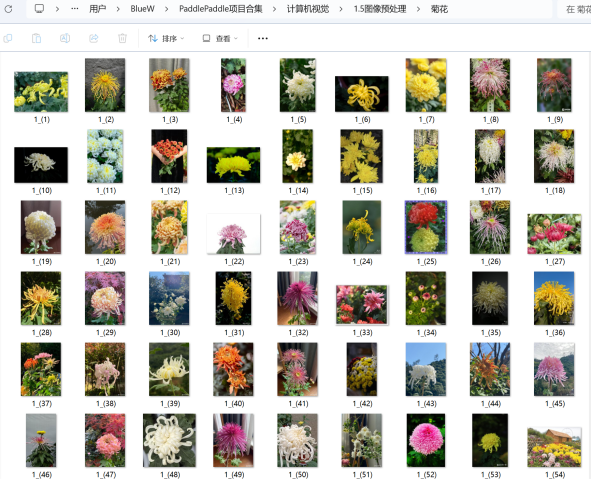 用户 > BlueW > PaddlePaddle项目合集 > 计算机视觉 > 1.5图像预处理 > 菊花 在 菊花
排序 查看
1_(1) 1_(2) 1_(3) 1_(4) 1_(5) 1_(6) 1_(7) 1_(8) 1_(9)
1_(10) 1_(11) 1_(12) 1_(13) 1_(14) 1_(15) 1_(16) 1_(17) 1_(18)
1_(19) 1_(20) 1_(21) 1_(22) 1_(23) 1_(24) 1_(25) 1_(26) 1_(27)
1_(28) 1_(29) 1_(30) 1_(31) 1_(32) 1_(33) 1_(34) 1_(35) 1_(36)
1_(37) 1_(38) 1_(39) 1_(40) 1_(41) 1_(42) 1_(43) 1_(44) 1_(45)
1_(46) 1_(47) 1_(48) 1_(49) 1_(50) 1_(51) 1_(52) 1_(53) 1_(54)